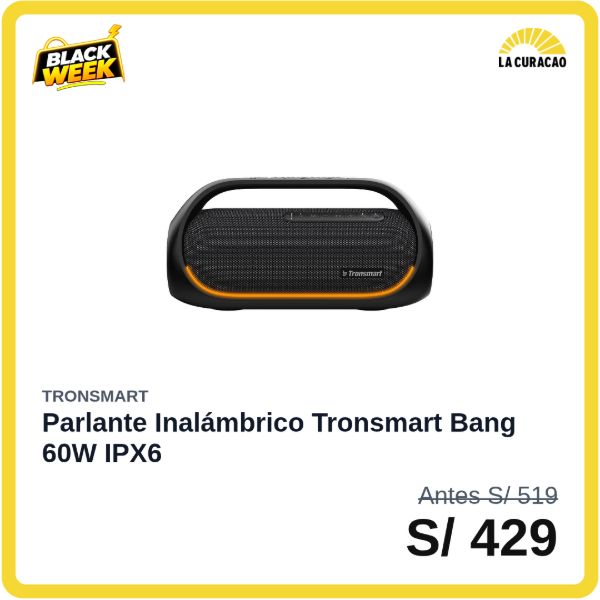 BLACK
WEEK
LA CURACAO
Tronsmart
TRONSMART
Parlante Inalámbrico Tronsmart Bang
60W IPX6
Antes S/ 519
S/ 429